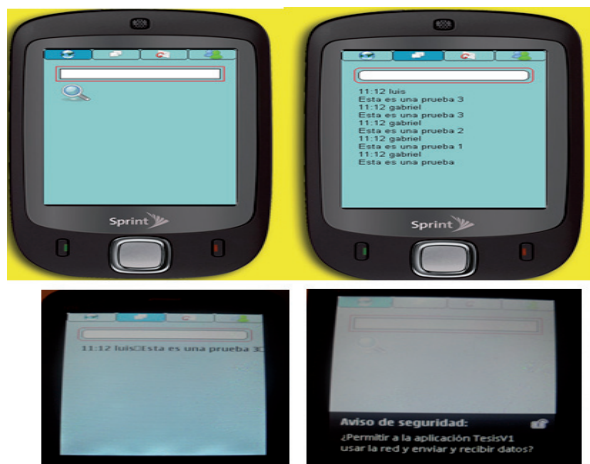 Sprint
11:12 luis
Esta es una prueba 3
11:12 gabriel
Esta es una prueba 3
11:12 gabriel
Esta es una prueba 2
11:12 gabriel
Esta es una prueba 1
11:12 gabriel
Esta es una prueba
Sprint
11:12 luis□Esta es una prueba 3□
Aviso de seguridad:
¿Permitir a la aplicación TesisV1
usar la red y enviar y recibir datos?